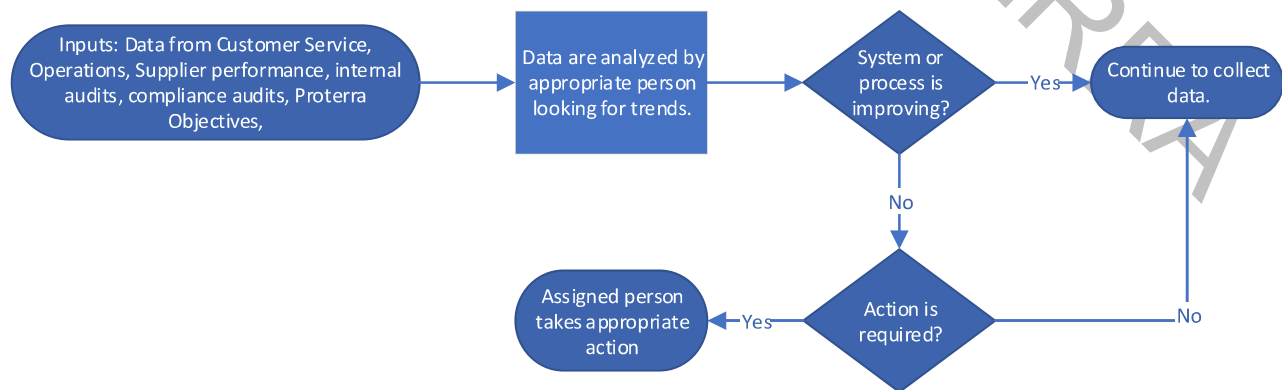 Inputs: Data from Customer Service,
Operations, Supplier performance, internal
audits, compliance audits, Proterra
Objectives,
Data are analyzed by
appropriate person
looking for trends.
System or
process is
improving?
Yes
Continue to collect
data.
No
Assigned person
takes appropriate
action
Yes
Action is
required?
No